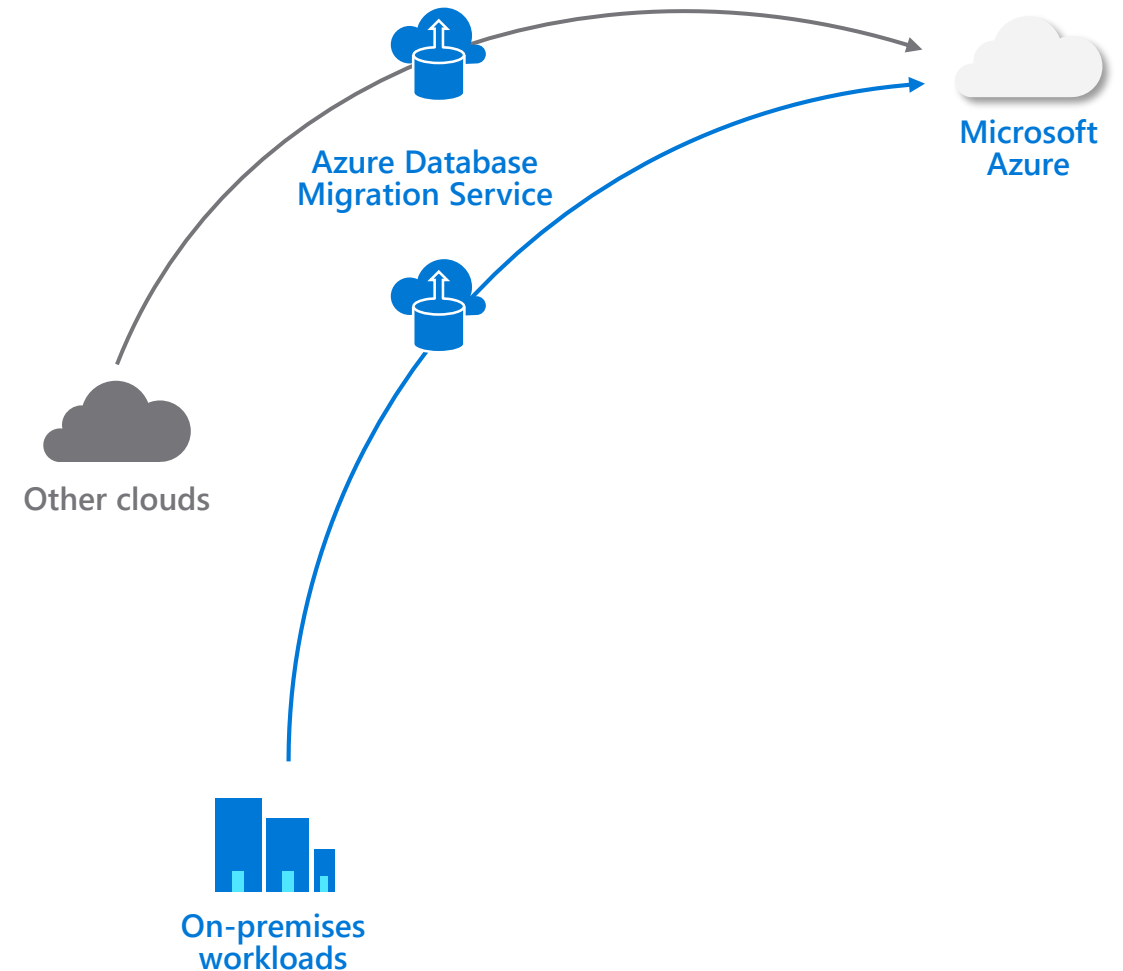 Azure Database
Migration Service
Microsoft
Azure
Other clouds
On-premises
workloads